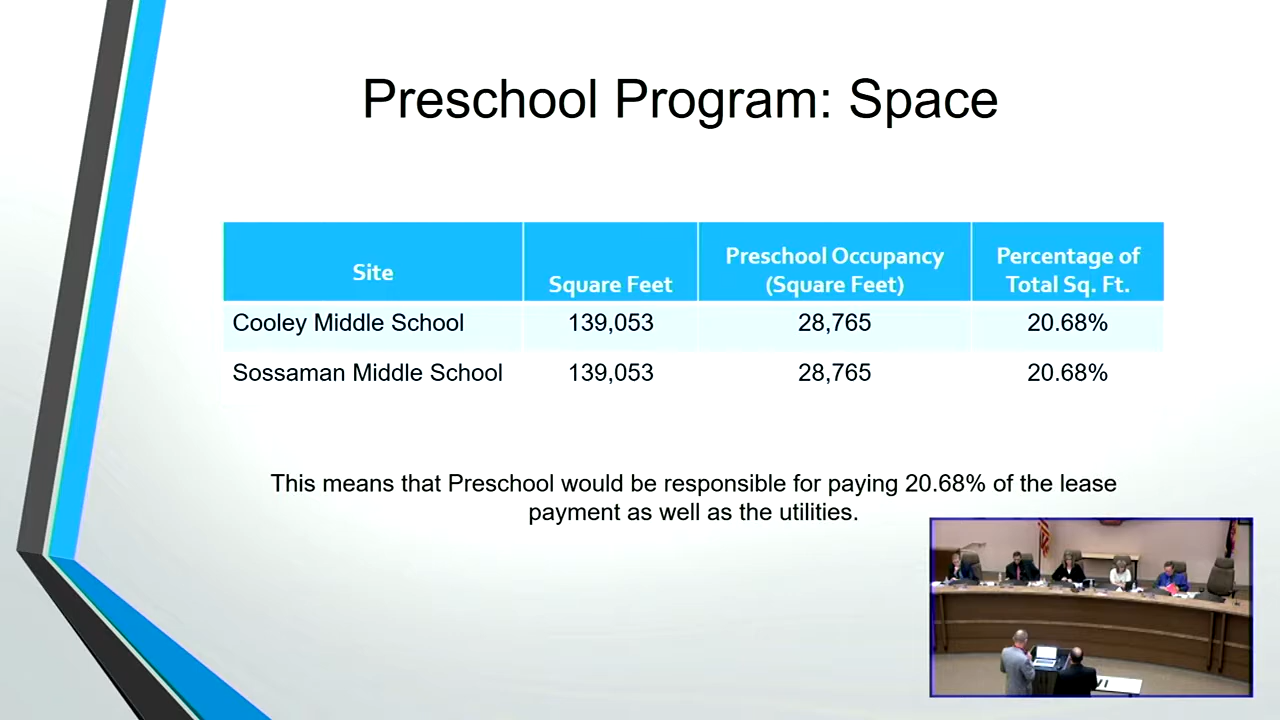 Preschool Program: Space
Site
Square Feet
Preschool Occupancy
(Square Feet)
Percentage of
Total Sq. Ft.
Cooley Middle School 139,053 28,765 20.68%
Sossaman Middle School 139,053 28,765 20.68%
This means that Preschool would be responsible for paying 20.68% of the lease
payment as well as the utilities.